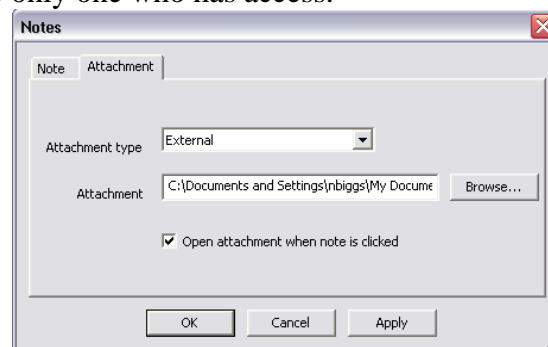 only one who has access.
Notes
Note Attachment
Attachment type External
Attachment C:\Documents and Settings\nbiggs\My Docume Browse...
Open attachment when note is clicked
OK Cancel Apply